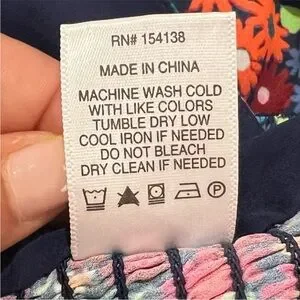 RN# 154138
MADE IN CHINA
MACHINE WASH COLD
WITH LIKE COLORS
TUMBLE DRY LOW
COOL IRON IF NEEDED
DO NOT BLEACH
DRY CLEAN IF NEEDED